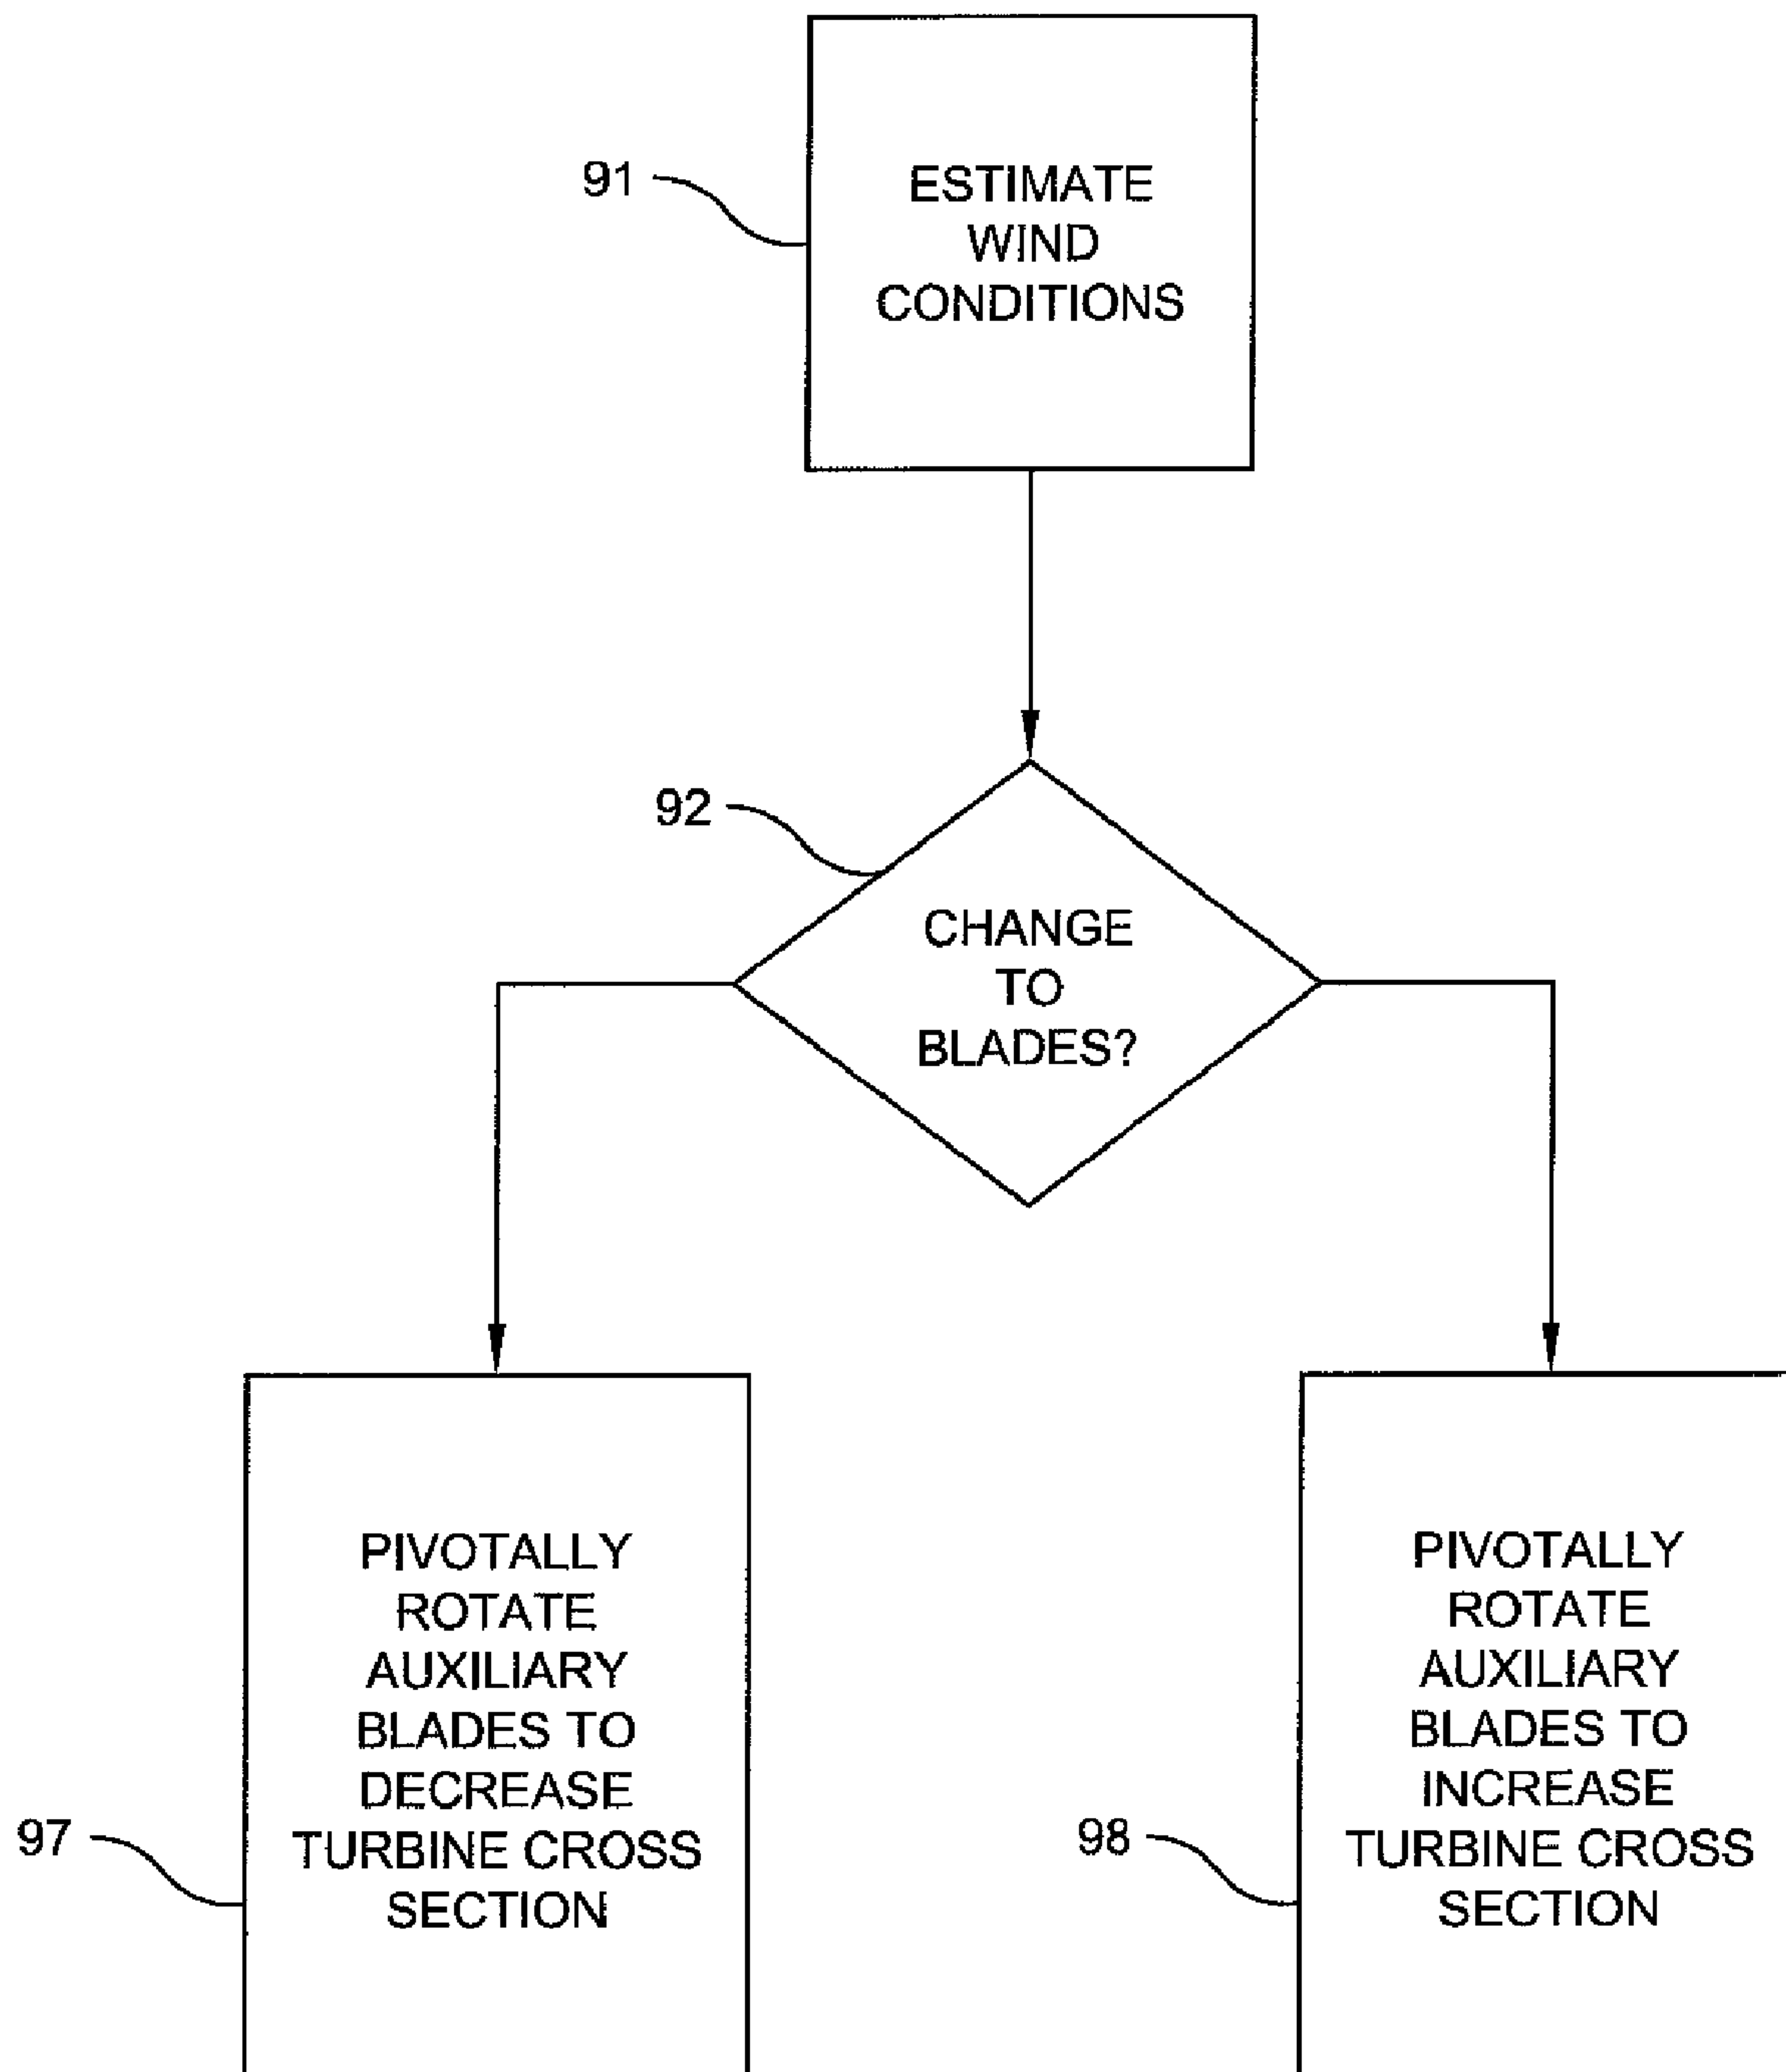 91
ESTIMATE
WIND
CONDITIONS
92
CHANGE
TO
BLADES?
97
PIVOTALLY
ROTATE
AUXILIARY
BLADES TO
DECREASE
TURBINE CROSS
SECTION
98
PIVOTALLY
ROTATE
AUXILIARY
BLADES TO
INCREASE
TURBINE CROSS
SECTION